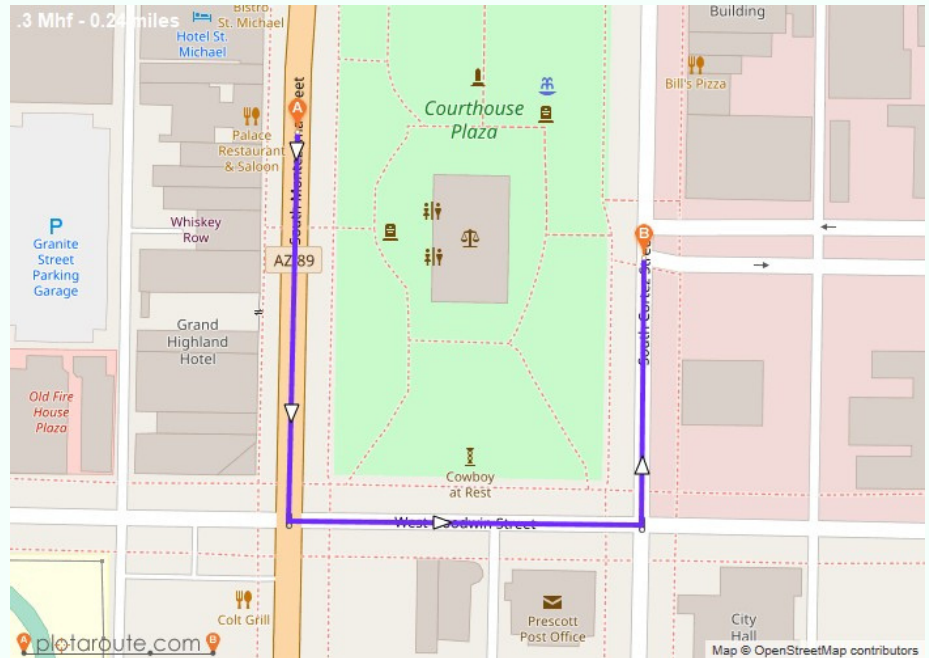 .3 Mhf - 0.24 miles
Bistro
St. Michael
Hotel St.
Michael
Building
Bill's Pizza
Courthouse
Plaza
A
Palace
Restaurant
& Saloon
Whiskey
Row
P
Granite
Street
Parking
Garage
AZ 89
B
South Cortez Street
Grand
Highland
Hotel
Old Fire
House
Plaza
Cowboy
at Rest
Colt Grill
Prescott
Post Office
City
Hall
A plotaroute.com B
Map © OpenStreetMap contributors